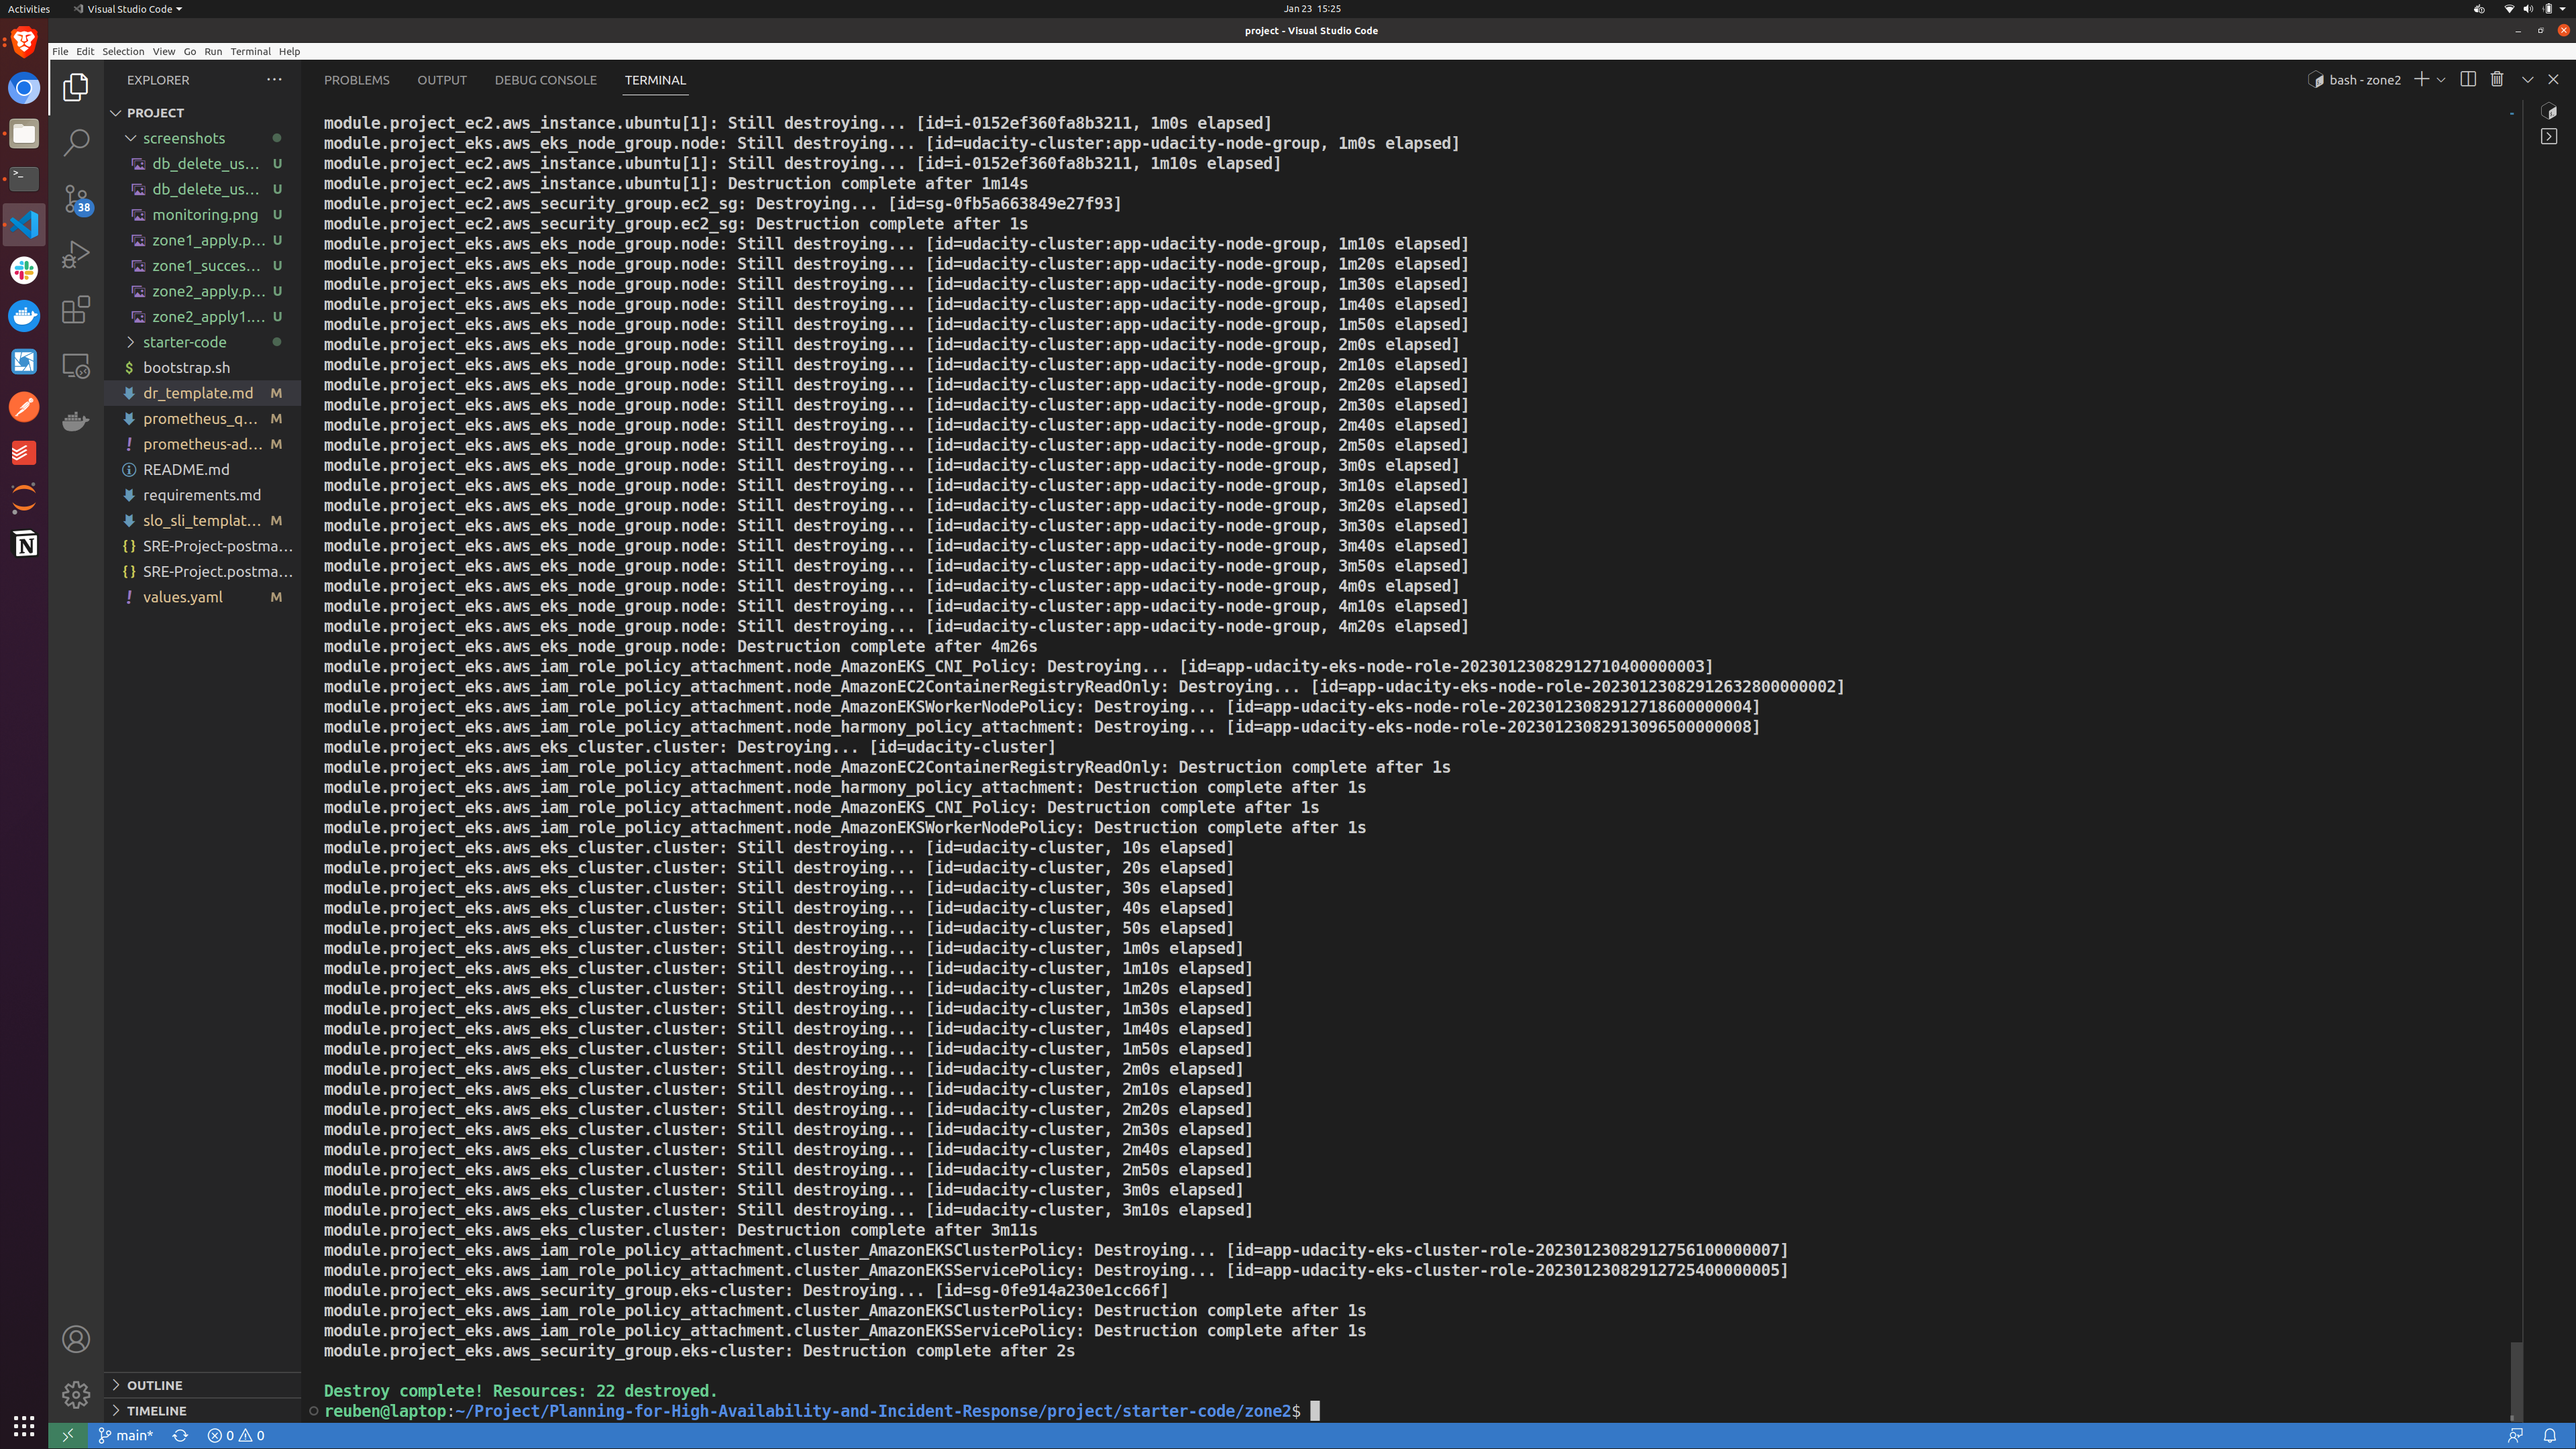 Activities
Visual Studio Code
Jan 23 15:25
project - Visual Studio Code
File Edit Selection View Go Run Terminal Help
EXPLORER
PROJECT
screenshots
db_delete_us... U
db_delete_us... U
monitoring.png U
zone1_apply.p... U
zone1_succes... U
zone2_apply.p... U
zone2_apply1.... U
starter-code
bootstrap.sh
dr_template.md M
prometheus_q... M
prometheus-ad... M
README.md
requirements.md
slo_sli_templat... M
SRE-Project-postma...
SRE-Project.postma...
values.yaml M
OUTLINE
TIMELINE
38
PROBLEMS OUTPUT DEBUG CONSOLE TERMINAL
bash - zone2
module.project_ec2.aws_instance.ubuntu[1]: Still destroying... [id=i-0152ef360fa8b3211, 1m0s elapsed]
module.project_eks.aws_eks_node_group.node: Still destroying... [id=udacity-cluster:app-udacity-node-group, 1m0s elapsed]
module.project_ec2.aws_instance.ubuntu[1]: Still destroying... [id=i-0152ef360fa8b3211, 1m10s elapsed]
module.project_ec2.aws_instance.ubuntu[1]: Destruction complete after 1m14s
module.project_ec2.aws_security_group.ec2_sg: Destroying... [id=sg-0fb5a663849e27f93]
module.project_ec2.aws_security_group.ec2_sg: Destruction complete after 1s
module.project_eks.aws_eks_node_group.node: Still destroying... [id=udacity-cluster:app-udacity-node-group, 1m10s elapsed]
module.project_eks.aws_eks_node_group.node: Still destroying... [id=udacity-cluster:app-udacity-node-group, 1m20s elapsed]
module.project_eks.aws_eks_node_group.node: Still destroying... [id=udacity-cluster:app-udacity-node-group, 1m30s elapsed]
module.project_eks.aws_eks_node_group.node: Still destroying... [id=udacity-cluster:app-udacity-node-group, 1m40s elapsed]
module.project_eks.aws_eks_node_group.node: Still destroying... [id=udacity-cluster:app-udacity-node-group, 1m50s elapsed]
module.project_eks.aws_eks_node_group.node: Still destroying... [id=udacity-cluster:app-udacity-node-group, 2m0s elapsed]
module.project_eks.aws_eks_node_group.node: Still destroying... [id=udacity-cluster:app-udacity-node-group, 2m10s elapsed]
module.project_eks.aws_eks_node_group.node: Still destroying... [id=udacity-cluster:app-udacity-node-group, 2m20s elapsed]
module.project_eks.aws_eks_node_group.node: Still destroying... [id=udacity-cluster:app-udacity-node-group, 2m30s elapsed]
module.project_eks.aws_eks_node_group.node: Still destroying... [id=udacity-cluster:app-udacity-node-group, 2m40s elapsed]
module.project_eks.aws_eks_node_group.node: Still destroying... [id=udacity-cluster:app-udacity-node-group, 2m50s elapsed]
module.project_eks.aws_eks_node_group.node: Still destroying... [id=udacity-cluster:app-udacity-node-group, 3m0s elapsed]
module.project_eks.aws_eks_node_group.node: Still destroying... [id=udacity-cluster:app-udacity-node-group, 3m10s elapsed]
module.project_eks.aws_eks_node_group.node: Still destroying... [id=udacity-cluster:app-udacity-node-group, 3m20s elapsed]
module.project_eks.aws_eks_node_group.node: Still destroying... [id=udacity-cluster:app-udacity-node-group, 3m30s elapsed]
module.project_eks.aws_eks_node_group.node: Still destroying... [id=udacity-cluster:app-udacity-node-group, 3m40s elapsed]
module.project_eks.aws_eks_node_group.node: Still destroying... [id=udacity-cluster:app-udacity-node-group, 3m50s elapsed]
module.project_eks.aws_eks_node_group.node: Still destroying... [id=udacity-cluster:app-udacity-node-group, 4m0s elapsed]
module.project_eks.aws_eks_node_group.node: Still destroying... [id=udacity-cluster:app-udacity-node-group, 4m10s elapsed]
module.project_eks.aws_eks_node_group.node: Still destroying... [id=udacity-cluster:app-udacity-node-group, 4m20s elapsed]
module.project_eks.aws_eks_node_group.node: Destruction complete after 4m26s
module.project_eks.aws_iam_role_policy_attachment.node_AmazonEKS_CNI_Policy: Destroying... [id=app-udacity-eks-node-role-20230123082912710400000003]
module.project_eks.aws_iam_role_policy_attachment.node_AmazonEC2ContainerRegistryReadOnly: Destroying... [id=app-udacity-eks-node-role-20230123082912632800000002]
module.project_eks.aws_iam_role_policy_attachment.node_AmazonEKSWorkerNodePolicy: Destroying... [id=app-udacity-eks-node-role-20230123082912718600000004]
module.project_eks.aws_iam_role_policy_attachment.node_harmony_policy_attachment: Destroying... [id=app-udacity-eks-node-role-20230123082913096500000008]
module.project_eks.aws_eks_cluster.cluster: Destroying... [id=udacity-cluster]
module.project_eks.aws_iam_role_policy_attachment.node_AmazonEC2ContainerRegistryReadOnly: Destruction complete after 1s
module.project_eks.aws_iam_role_policy_attachment.node_harmony_policy_attachment: Destruction complete after 1s
module.project_eks.aws_iam_role_policy_attachment.node_AmazonEKS_CNI_Policy: Destruction complete after 1s
module.project_eks.aws_iam_role_policy_attachment.node_AmazonEKSWorkerNodePolicy: Destruction complete after 1s
module.project_eks.aws_eks_cluster.cluster: Still destroying... [id=udacity-cluster, 10s elapsed]
module.project_eks.aws_eks_cluster.cluster: Still destroying... [id=udacity-cluster, 20s elapsed]
module.project_eks.aws_eks_cluster.cluster: Still destroying... [id=udacity-cluster, 30s elapsed]
module.project_eks.aws_eks_cluster.cluster: Still destroying... [id=udacity-cluster, 40s elapsed]
module.project_eks.aws_eks_cluster.cluster: Still destroying... [id=udacity-cluster, 50s elapsed]
module.project_eks.aws_eks_cluster.cluster: Still destroying... [id=udacity-cluster, 1m0s elapsed]
module.project_eks.aws_eks_cluster.cluster: Still destroying... [id=udacity-cluster, 1m10s elapsed]
module.project_eks.aws_eks_cluster.cluster: Still destroying... [id=udacity-cluster, 1m20s elapsed]
module.project_eks.aws_eks_cluster.cluster: Still destroying... [id=udacity-cluster, 1m30s elapsed]
module.project_eks.aws_eks_cluster.cluster: Still destroying... [id=udacity-cluster, 1m40s elapsed]
module.project_eks.aws_eks_cluster.cluster: Still destroying... [id=udacity-cluster, 1m50s elapsed]
module.project_eks.aws_eks_cluster.cluster: Still destroying... [id=udacity-cluster, 2m0s elapsed]
module.project_eks.aws_eks_cluster.cluster: Still destroying... [id=udacity-cluster, 2m10s elapsed]
module.project_eks.aws_eks_cluster.cluster: Still destroying... [id=udacity-cluster, 2m20s elapsed]
module.project_eks.aws_eks_cluster.cluster: Still destroying... [id=udacity-cluster, 2m30s elapsed]
module.project_eks.aws_eks_cluster.cluster: Still destroying... [id=udacity-cluster, 2m40s elapsed]
module.project_eks.aws_eks_cluster.cluster: Still destroying... [id=udacity-cluster, 2m50s elapsed]
module.project_eks.aws_eks_cluster.cluster: Still destroying... [id=udacity-cluster, 3m0s elapsed]
module.project_eks.aws_eks_cluster.cluster: Still destroying... [id=udacity-cluster, 3m10s elapsed]
module.project_eks.aws_eks_cluster.cluster: Destruction complete after 3m11s
module.project_eks.aws_iam_role_policy_attachment.cluster_AmazonEKSClusterPolicy: Destroying... [id=app-udacity-eks-cluster-role-20230123082912756100000007]
module.project_eks.aws_iam_role_policy_attachment.cluster_AmazonEKSServicePolicy: Destroying... [id=app-udacity-eks-cluster-role-20230123082912725400000005]
module.project_eks.aws_security_group.eks-cluster: Destroying... [id=sg-0fe914a230e1cc66f]
module.project_eks.aws_iam_role_policy_attachment.cluster_AmazonEKSClusterPolicy: Destruction complete after 1s
module.project_eks.aws_iam_role_policy_attachment.cluster_AmazonEKSServicePolicy: Destruction complete after 1s
module.project_eks.aws_security_group.eks-cluster: Destruction complete after 2s
Destroy complete! Resources: 22 destroyed.
reuben@laptop:~/Project/Planning-for-High-Availability-and-Incident-Response/project/starter-code/zone2$
main* 0 0